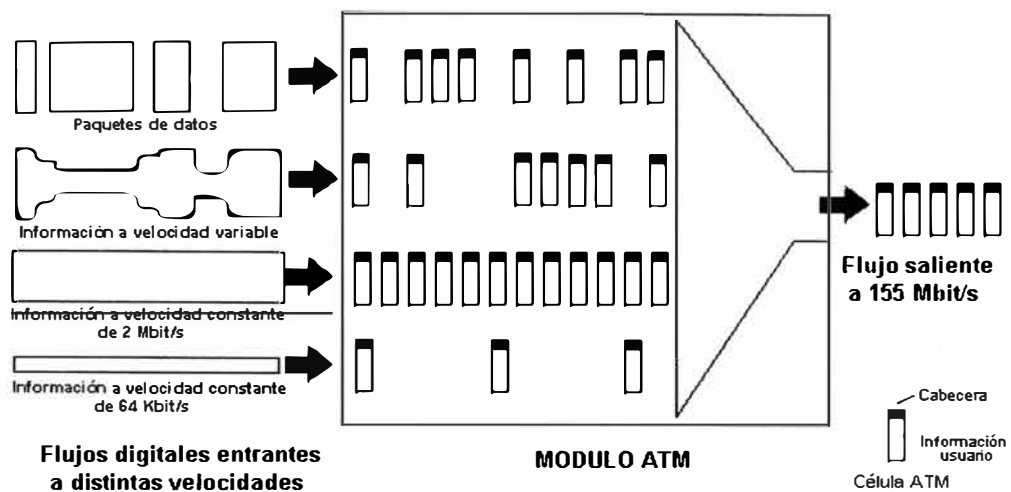 Paquetes de datos
Información a velocidad variable
Información a velocidad constante
de 2 Mbit/s
Información a velocidad constante
de 64 Kbit/s
Flujos digitales entrantes
a distintas velocidades
MODULO ATM
Flujo saliente
a 155 Mbit/s
Cabecera
Información
usuario
Célula ATM